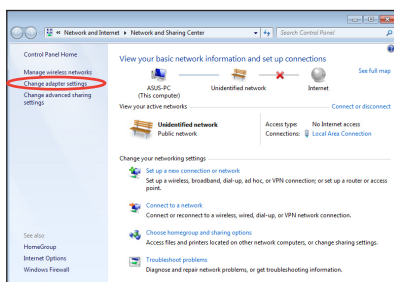 « Network and Internet ▸ Network and Sharing Center
Search Control Panel
Control Panel Home
Manage wireless networks
Change adapter settings
Change advanced sharing
settings
See also
HomeGroup
Internet Options
Windows Firewall
View your basic network information and set up connections
See full map
ASUS-PC
(This computer)
Unidentified network
Internet
View your active networks
Connect or disconnect
Unidentified network
Public network
Access type: No Internet access
Connections: Local Area Connection
Change your networking settings
Set up a new connection or network
Set up a wireless, broadband, dial-up, ad hoc, or VPN connection; or set up a router or access
point.
Connect to a network
Connect or reconnect to a wireless, wired, dial-up, or VPN network connection.
Choose homegroup and sharing options
Access files and printers located on other network computers, or change sharing settings.
Troubleshoot problems
Diagnose and repair network problems, or get troubleshooting information.